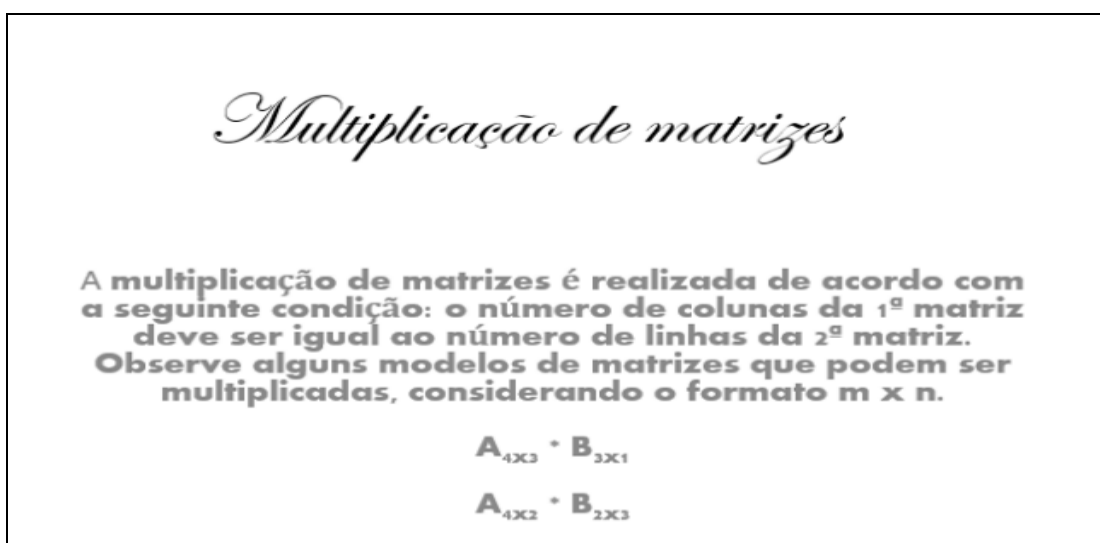 Multiplicação de matrizes
A multiplicação de matrizes é realizada de acordo com
a seguinte condição: o número de colunas da 1ª matriz
deve ser igual ao número de linhas da 2ª matriz.
Observe alguns modelos de matrizes que podem ser
multiplicadas, considerando o formato m x n.
A₄ₓ₃ * B₃ₓ₁
A₄ₓ₂ * B₂ₓ₃